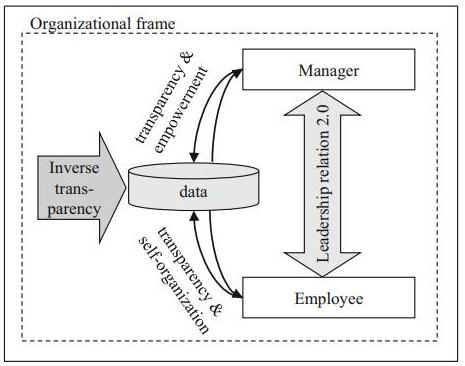 Organizational frame
transparency &
empowerment
Manager
Inverse
trans-
parency
data
Leadership relation 2.0
transparency &
self-organization
Employee